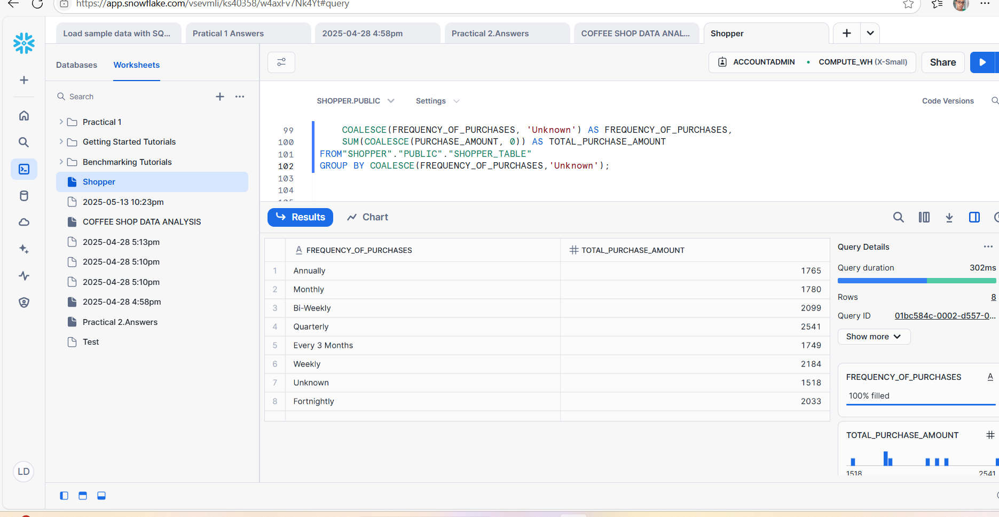 https://app.snowflake.com/vsevmli/ks40358/w4axFv7Nk4Yt#query
Load sample data with SQ...
Pratical 1 Answers
2025-04-28 4:58pm
Practical 2.Answers
COFFEE SHOP DATA ANAL...
Shopper
Databases
Worksheets
ACCOUNTADMIN
COMPUTE_WH (X-Small)
Share
Search
SHOPPER.PUBLIC
Settings
Code Versions
Practical 1
Getting Started Tutorials
Benchmarking Tutorials
Shopper
2025-05-13 10:23pm
COFFEE SHOP DATA ANALYSIS
2025-04-28 5:13pm
2025-04-28 5:10pm
2025-04-28 5:10pm
2025-04-28 4:58pm
Practical 2.Answers
Test
LD
99 COALESCE(FREQUENCY_OF_PURCHASES, 'Unknown') AS FREQUENCY_OF_PURCHASES,
100 SUM(COALESCE(PURCHASE_AMOUNT, 0)) AS TOTAL_PURCHASE_AMOUNT
101 FROM"SHOPPER"."PUBLIC"."SHOPPER_TABLE"
102 GROUP BY COALESCE(FREQUENCY_OF_PURCHASES,'Unknown');
103
104
Results
Chart
FREQUENCY_OF_PURCHASES TOTAL_PURCHASE_AMOUNT
1 Annually 1765
2 Monthly 1780
3 Bi-Weekly 2099
4 Quarterly 2541
5 Every 3 Months 1749
6 Weekly 2184
7 Unknown 1518
8 Fortnightly 2033
Query Details
Query duration 302ms
Rows 8
Query ID 01bc584c-0002-d557-0...
Show more
FREQUENCY_OF_PURCHASES A
100% filled
TOTAL_PURCHASE_AMOUNT #
1518 2541